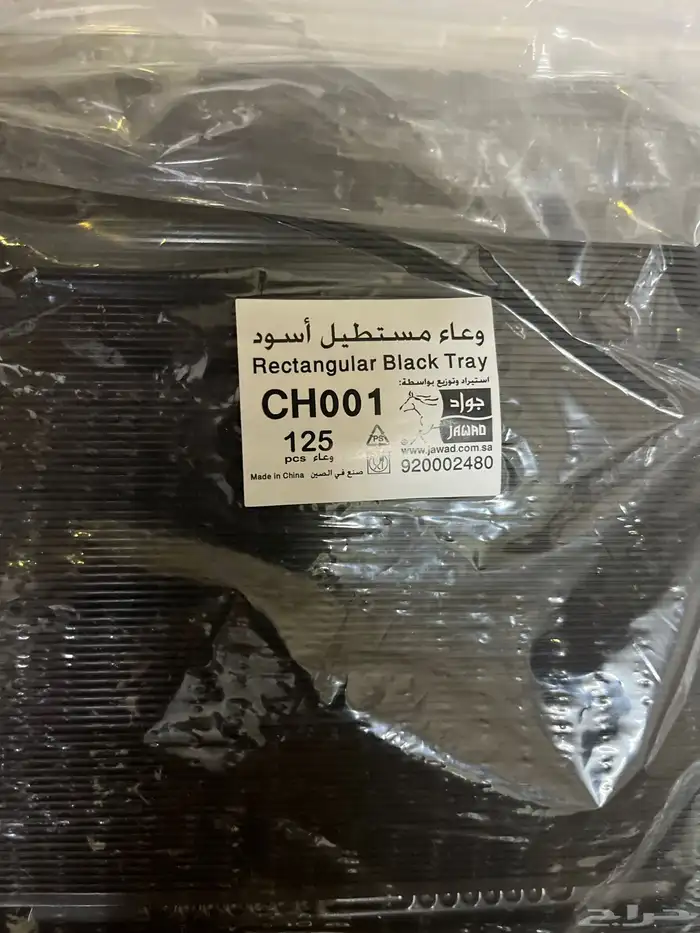 وعاء مستطيل أسود
Rectangular Black Tray
استيراد وتوزيع بواسطة:
CH001
جواد
JAWAD
125
pcs وعاء
PS
www.jawad.com.sa
920002480
Made in China صنع في الصين
حراج